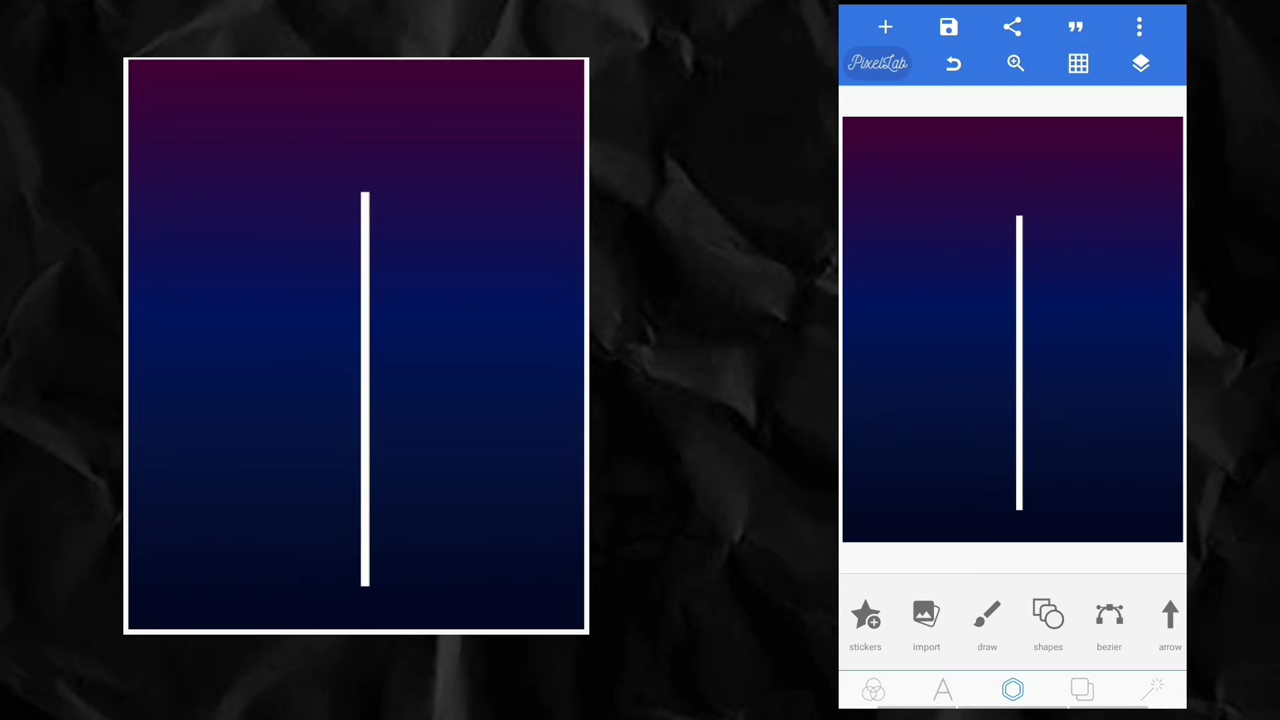 PixelLab
stickers
import
draw
shapes
bezier
arrow